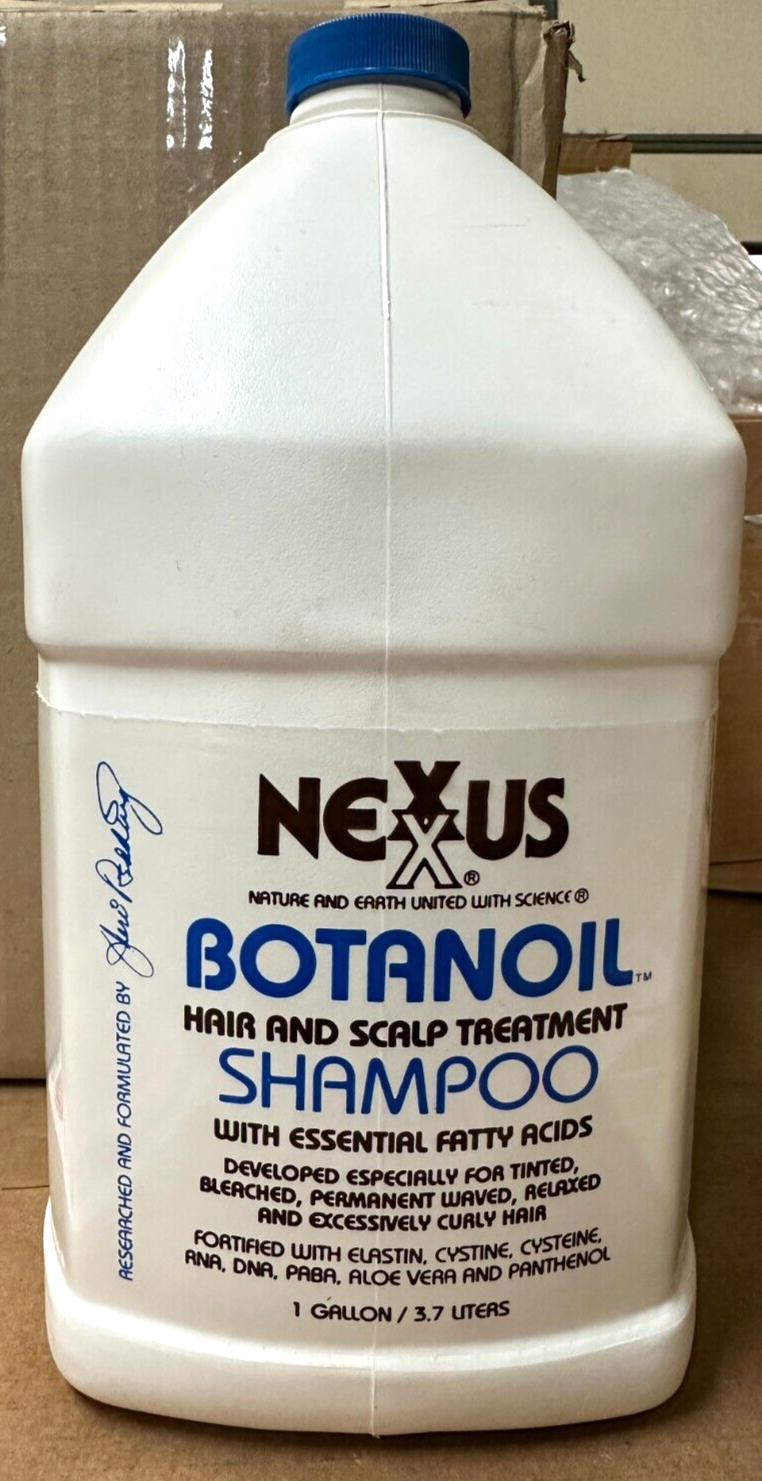 NEXXUS®
NATURE AND EARTH UNITED WITH SCIENCE®
BOTANOIL™
HAIR AND SCALP TREATMENT
SHAMPOO
WITH ESSENTIAL FATTY ACIDS
DEVELOPED ESPECIALLY FOR TINTED,
BLEACHED, PERMANENT WAVED, RELAXED
AND EXCESSIVELY CURLY HAIR
FORTIFIED WITH ELASTIN, CYSTINE, CYSTEINE,
RNA, DNA, PABA, ALOE VERA AND PANTHENOL
1 GALLON / 3.7 LITERS
RESEARCHED AND FORMULATED BY Jheri Redding